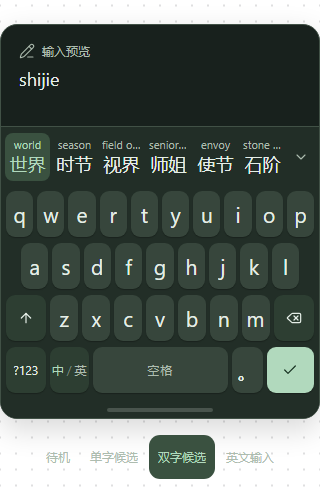 输入预览
shijie
world season field o... senior... envoy stone ...
世界 时节 视界 师姐 使节 石阶
q w e r t y u i o p
a s d f g h j k l
z x c v b n m
?123 中 / 英 空格 。
待机 单字候选 双字候选 英文输入